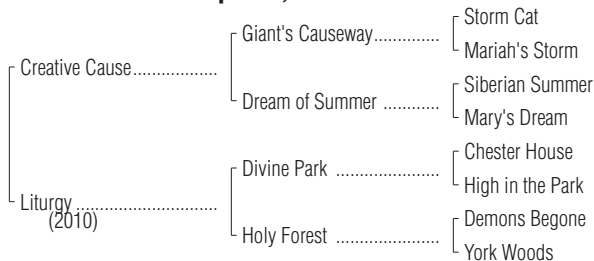 Storm Cat
Giant's Causeway..............
Mariah's Storm
Creative Cause..................
Siberian Summer
Dream of Summer ............
Mary's Dream
Chester House
Divine Park ......................
High in the Park
Liturgy ..............................
(2010)
Demons Begone
Holy Forest ......................
York Woods